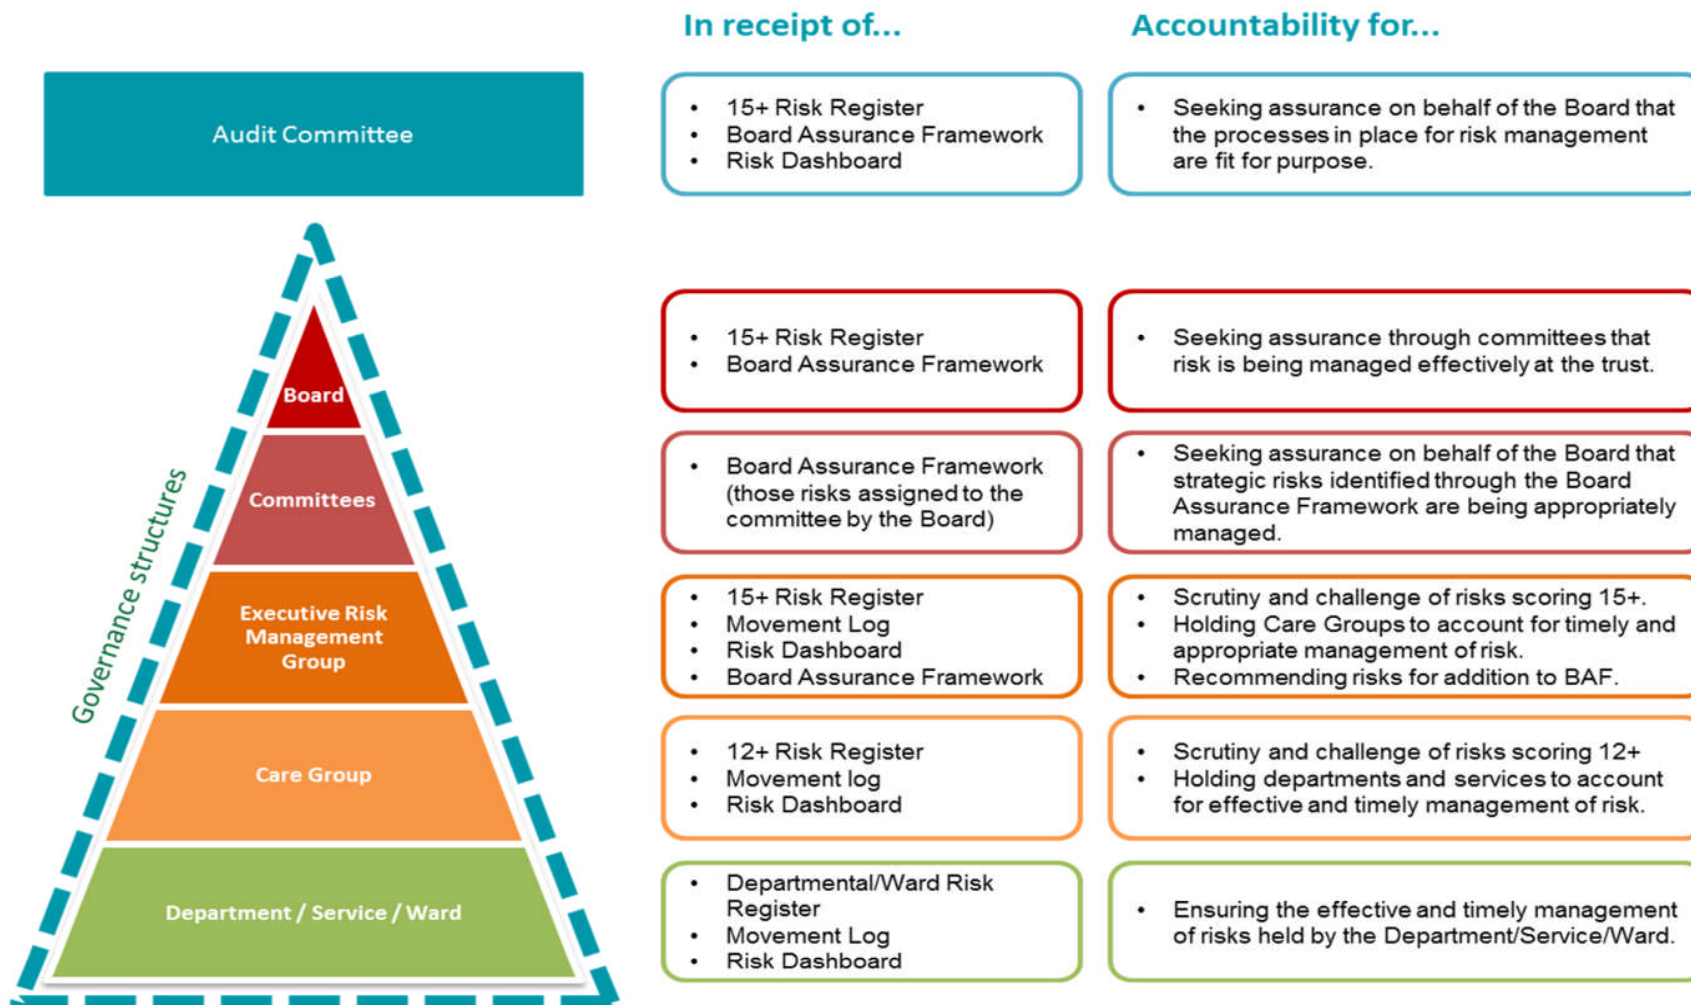 In receipt of...
Accountability for...
Audit Committee
• 15+ Risk Register
• Board Assurance Framework
• Risk Dashboard
• Seeking assurance on behalf of the Board that
the processes in place for risk management
are fit for purpose.
Governance structures
Board
• 15+ Risk Register
• Board Assurance Framework
• Seeking assurance through committees that
risk is being managed effectively at the trust.
Committees
• Board Assurance Framework
(those risks assigned to the
committee by the Board)
• Seeking assurance on behalf of the Board that
strategic risks identified through the Board
Assurance Framework are being appropriately
managed.
Executive Risk
Management
Group
• 15+ Risk Register
• Movement Log
• Risk Dashboard
• Board Assurance Framework
• Scrutiny and challenge of risks scoring 15+.
• Holding Care Groups to account for timely and
appropriate management of risk.
• Recommending risks for addition to BAF.
Care Group
• 12+ Risk Register
• Movement log
• Risk Dashboard
• Scrutiny and challenge of risks scoring 12+
• Holding departments and services to account
for effective and timely management of risk.
Department / Service / Ward
• Departmental/Ward Risk
Register
• Movement Log
• Risk Dashboard
• Ensuring the effective and timely management
of risks held by the Department/Service/Ward.